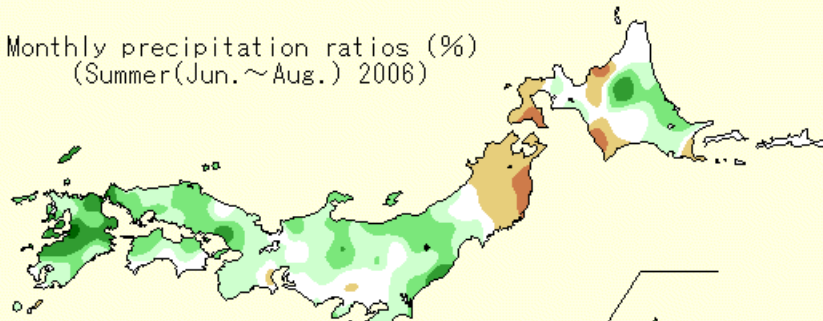 Monthly precipitation ratios (%)
(Summer(Jun.～Aug.) 2006)